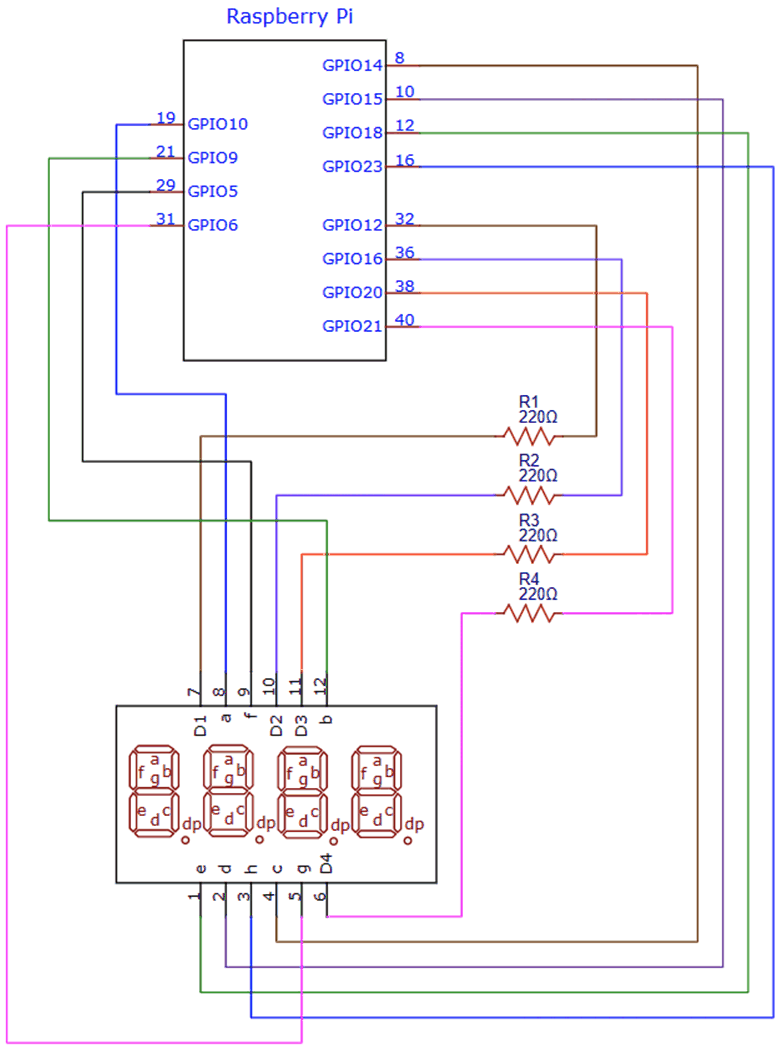 Raspberry Pi
GPIO14 8
GPIO15 10
19 GPIO10
GPIO18 12
21 GPIO9
GPIO23 16
29 GPIO5
31 GPIO6
GPIO12 32
GPIO16 36
GPIO20 38
GPIO21 40
R1
220Ω
R2
220Ω
R3
220Ω
R4
220Ω
7 8 9 10 11 12
D1 a f D2 D3 b
a a a a
f b f b f b f b
g g g g
e c e c e c e c
d d d d
dp dp dp dp
e d h c g D4
1 2 3 4 5 6